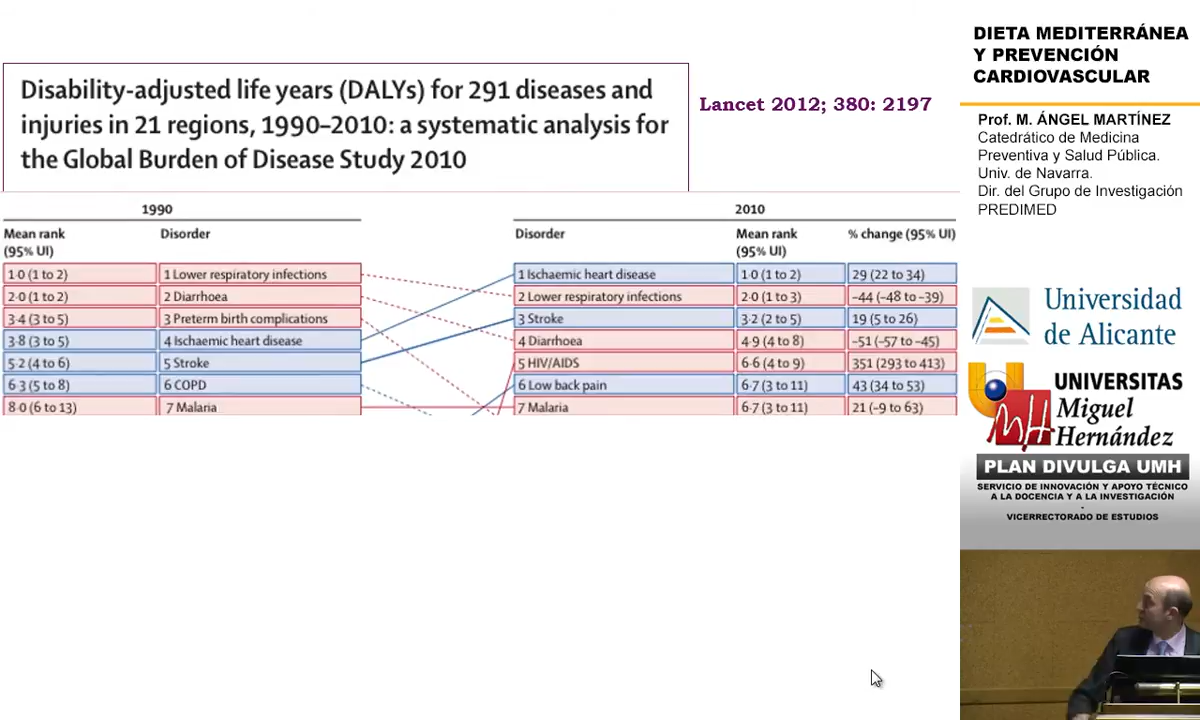 Disability-adjusted life years (DALYs) for 291 diseases and
injuries in 21 regions, 1990–2010: a systematic analysis for
the Global Burden of Disease Study 2010
Lancet 2012; 380: 2197
1990
Mean rank Disorder
(95% UI)
1·0 (1 to 2) 1 Lower respiratory infections
2·0 (1 to 2) 2 Diarrhoea
3·4 (3 to 5) 3 Preterm birth complications
3·8 (3 to 5) 4 Ischaemic heart disease
5·2 (4 to 6) 5 Stroke
6·3 (5 to 8) 6 COPD
8·0 (6 to 13) 7 Malaria
2010
Disorder Mean rank % change (95% UI)
(95% UI)
1 Ischaemic heart disease 1·0 (1 to 2) 29 (22 to 34)
2 Lower respiratory infections 2·0 (1 to 3) –44 (–48 to –39)
3 Stroke 3·2 (2 to 5) 19 (5 to 26)
4 Diarrhoea 4·9 (4 to 8) –51 (–57 to –45)
5 HIV/AIDS 6·6 (4 to 9) 351 (293 to 413)
6 Low back pain 6·7 (3 to 11) 43 (34 to 53)
7 Malaria 6·7 (3 to 11) 21 (–9 to 63)
DIETA MEDITERRÁNEA
Y PREVENCIÓN
CARDIOVASCULAR
Prof. M. ÁNGEL MARTÍNEZ
Catedrático de Medicina
Preventiva y Salud Pública.
Univ. de Navarra.
Dir. del Grupo de Investigación
PREDIMED
Universidad
de Alicante
UNIVERSITAS
Miguel
Hernández
PLAN DIVULGA UMH
SERVICIO DE INNOVACIÓN Y APOYO TÉCNICO
A LA DOCENCIA Y A LA INVESTIGACIÓN
-
VICERRECTORADO DE ESTUDIOS